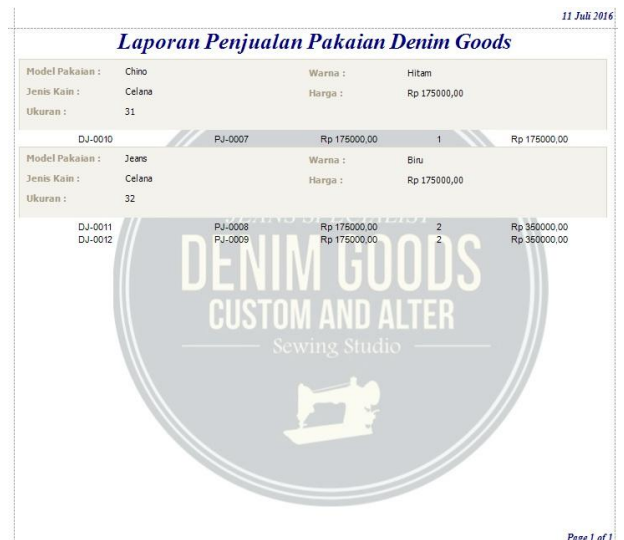 11 Juli 2016
Laporan Penjualan Pakaian Denim Goods
Model Pakaian : Chino Warna : Hitam
Jenis Kain : Celana Harga : Rp 175000,00
Ukuran : 31
DJ-0010 PJ-0007 Rp 175000,00 1 Rp 175000,00
Model Pakaian : Jeans Warna : Biru
Jenis Kain : Celana Harga : Rp 175000,00
Ukuran : 32
JEANS SPECIALIST
DJ-0011 PJ-0008 Rp 175000,00 2 Rp 350000,00
DJ-0012 PJ-0009 Rp 175000,00 2 Rp 350000,00
DENIM GOODS
CUSTOM AND ALTER
Sewing Studio
Page 1 of 1